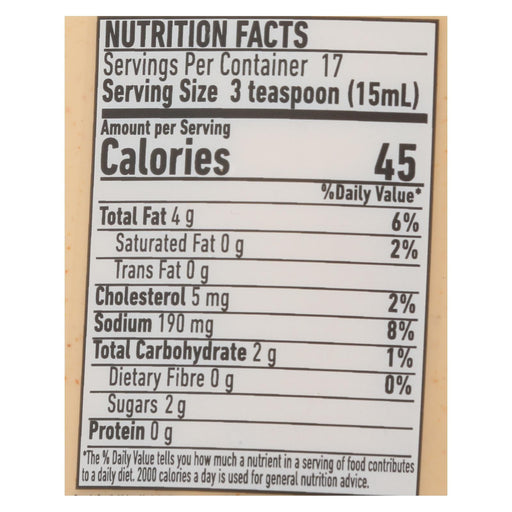 NUTRITION FACTS
Servings Per Container 17
Serving Size 3 teaspoon (15mL)
Amount per Serving
Calories 45
%Daily Value*
Total Fat 4 g 6%
Saturated Fat 0 g 2%
Trans Fat 0 g
Cholesterol 5 mg 2%
Sodium 190 mg 8%
Total Carbohydrate 2 g 1%
Dietary Fibre 0 g 0%
Sugars 2 g
Protein 0 g
*The % Daily Value tells you how much a nutrient in a serving of food contributes
to a daily diet. 2000 calories a day is used for general nutrition advice.